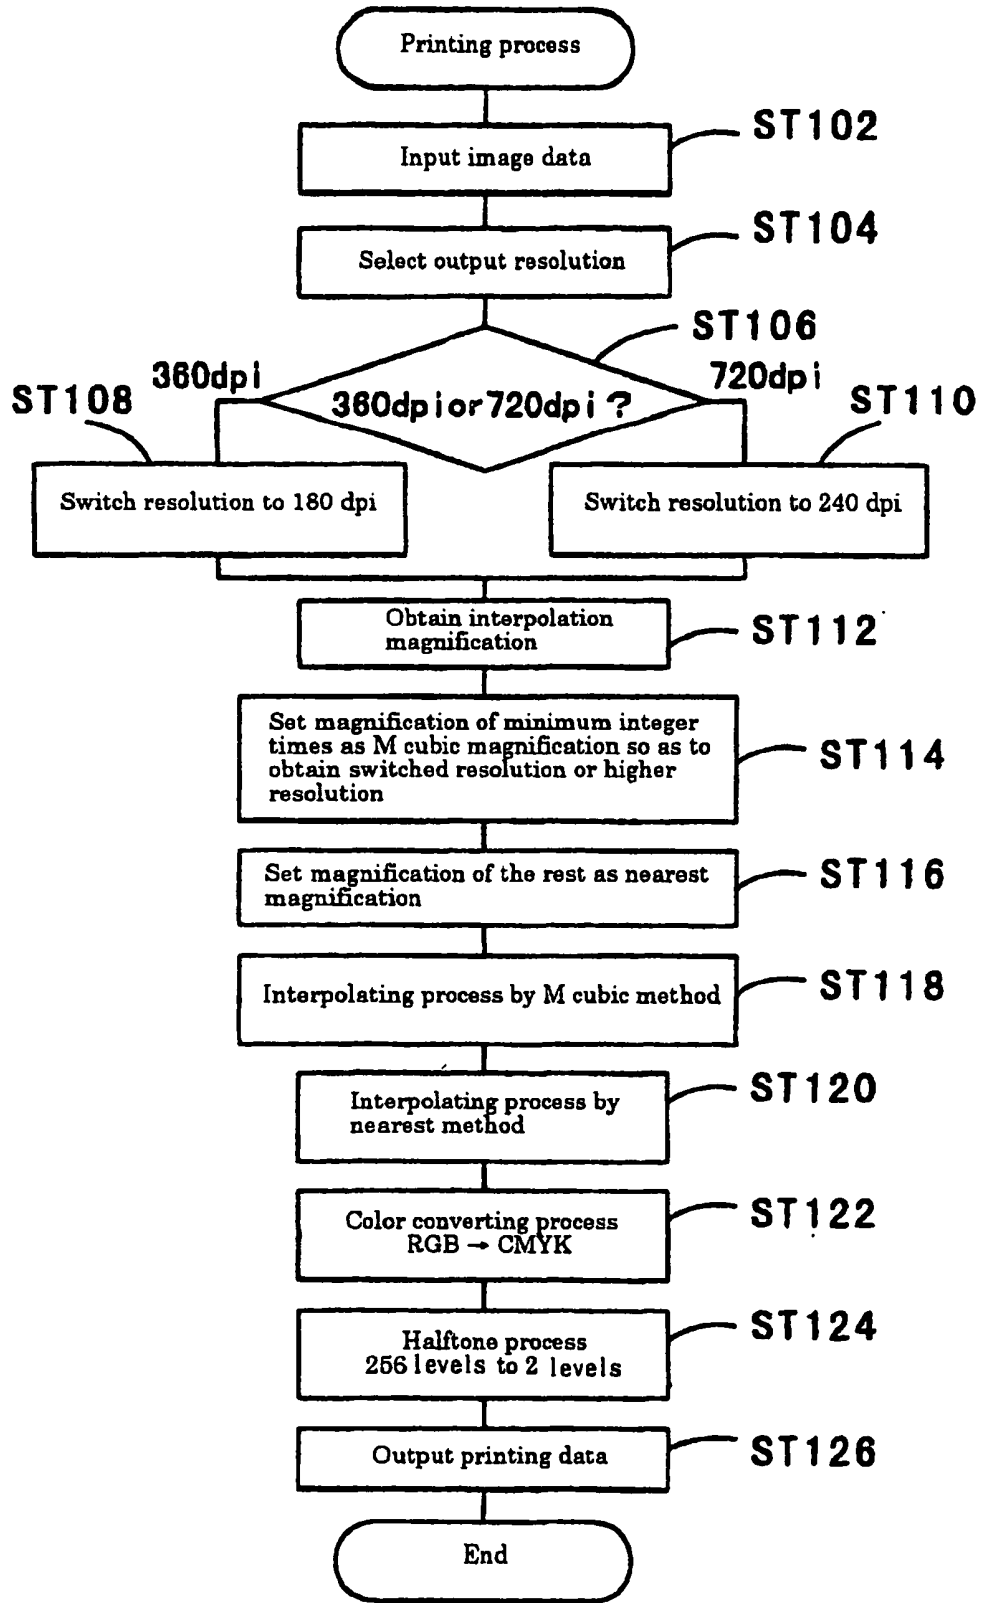 Printing process
ST102
Input image data
ST104
Select output resolution
ST106
360dpi
720dpi
360dpi or 720dpi ?
ST108
ST110
Switch resolution to 180 dpi
Switch resolution to 240 dpi
Obtain interpolation
magnification
ST112
Set magnification of minimum integer
times as M cubic magnification so as to
obtain switched resolution or higher
resolution
ST114
Set magnification of the rest as nearest
magnification
ST116
Interpolating process by M cubic method
ST118
Interpolating process by
nearest method
ST120
Color converting process
RGB → CMYK
ST122
Halftone process
256 levels to 2 levels
ST124
Output printing data
ST126
End